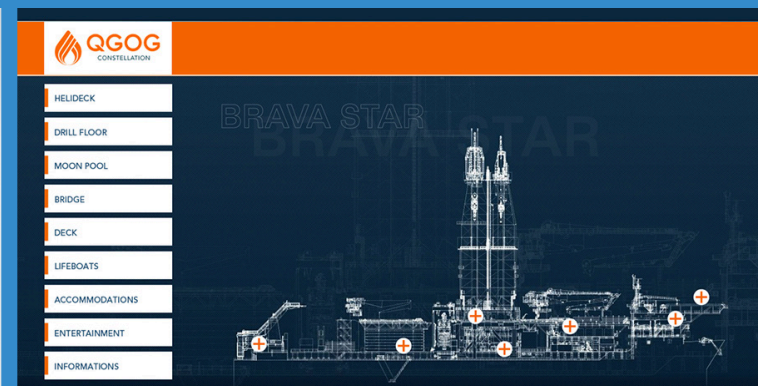 QGOG
CONSTELLATION
HELIDECK
DRILL FLOOR
MOON POOL
BRIDGE
DECK
LIFEBOATS
ACCOMMODATIONS
ENTERTAINMENT
INFORMATIONS
BRAVA STAR
BRAVA STAR